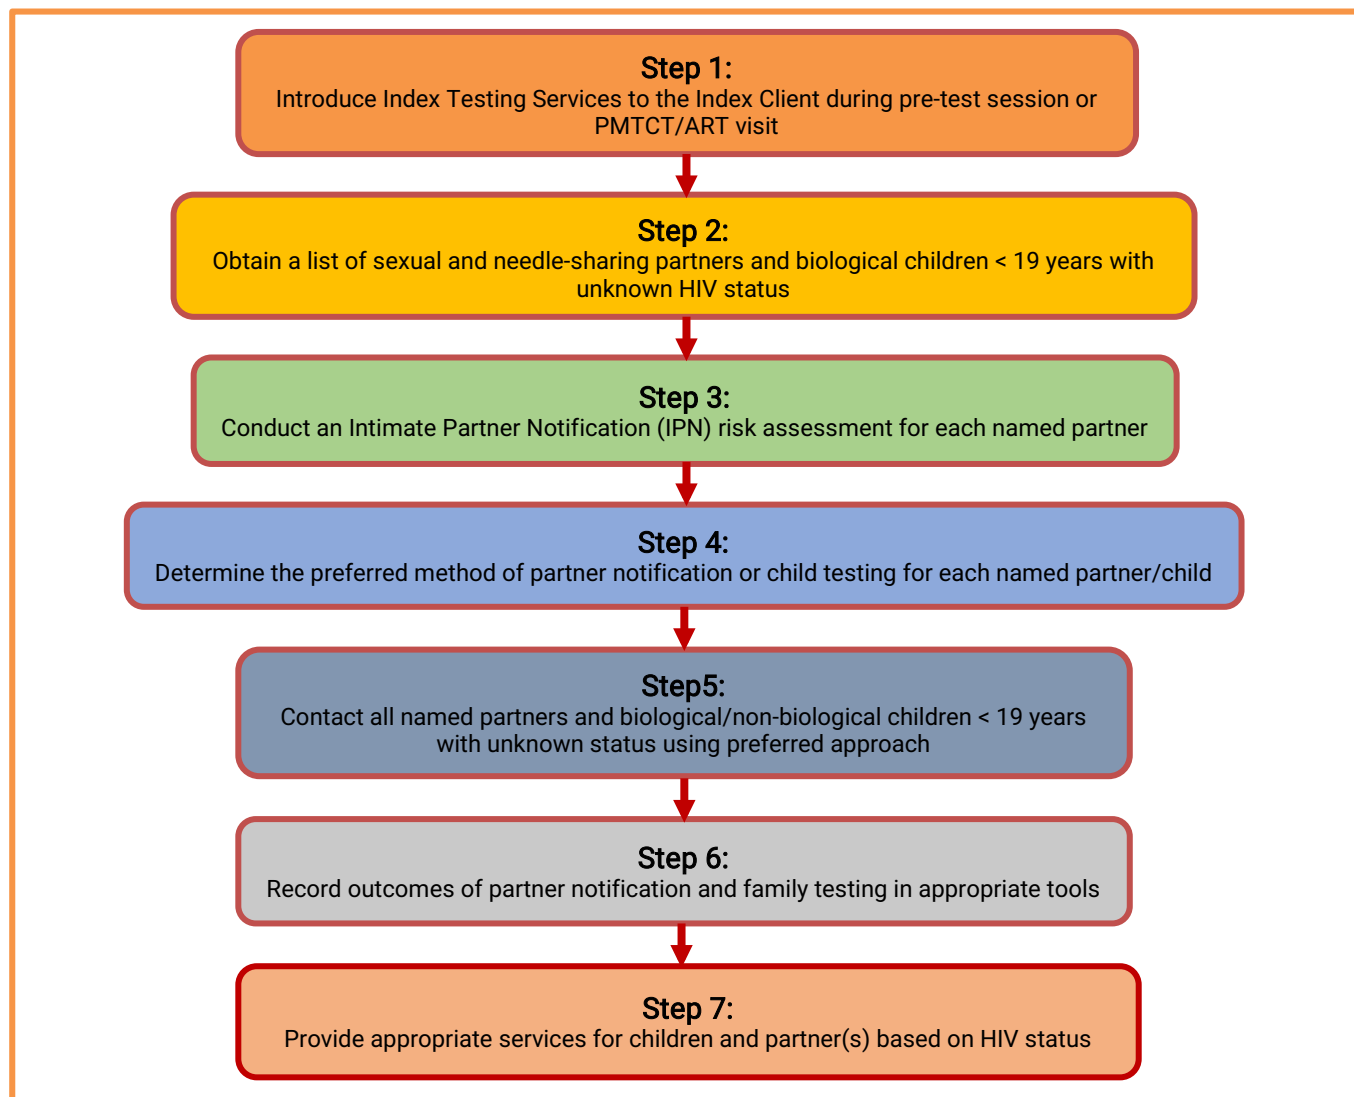 Step 1:
Introduce Index Testing Services to the Index Client during pre-test session or
PMTCT/ART visit
Step 2:
Obtain a list of sexual and needle-sharing partners and biological children < 19 years with
unknown HIV status
Step 3:
Conduct an Intimate Partner Notification (IPN) risk assessment for each named partner
Step 4:
Determine the preferred method of partner notification or child testing for each named partner/child
Step5:
Contact all named partners and biological/non-biological children < 19 years
with unknown status using preferred approach
Step 6:
Record outcomes of partner notification and family testing in appropriate tools
Step 7:
Provide appropriate services for children and partner(s) based on HIV status